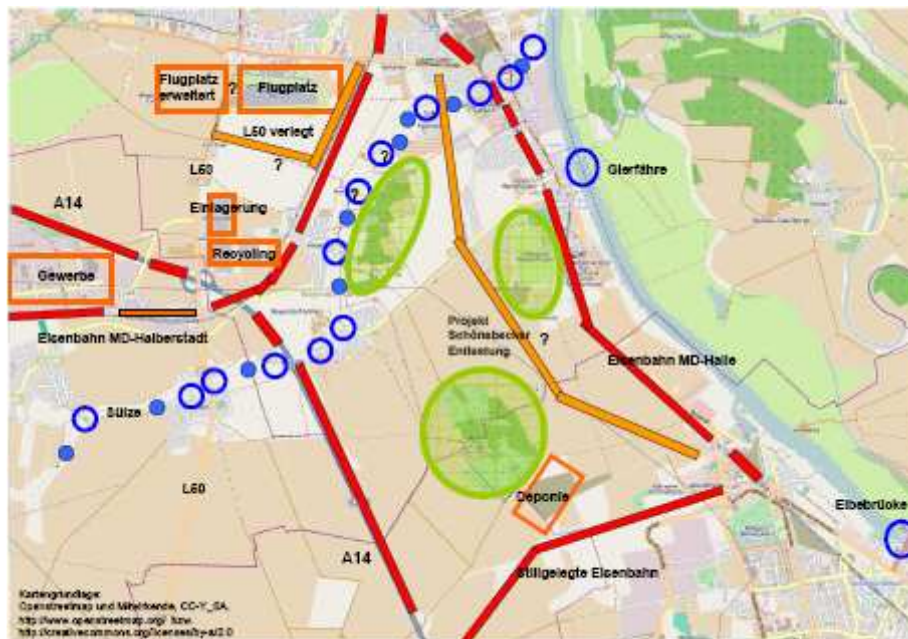 Flugplatz
erweitert
?
Flugplatz
L50 verlegt
?
L50
A14
Einlagerung
Recycling
Gewerbe
?
?
Gierfähre
Eisenbahn MD-Halberstadt
Projekt
Schönebecker
Entlastung
?
Eisenbahn MD-Halle
Sülze
L50
Deponie
Elbebrücke
A14
Stillgelegte Eisenbahn
Kartengrundlage:
Openstreetmap und Mitwirkende, CC-Y_SA,
http://www.openstreetmap.org/ bzw.
http://creativecommons.org/licenses/by-sa/2.0